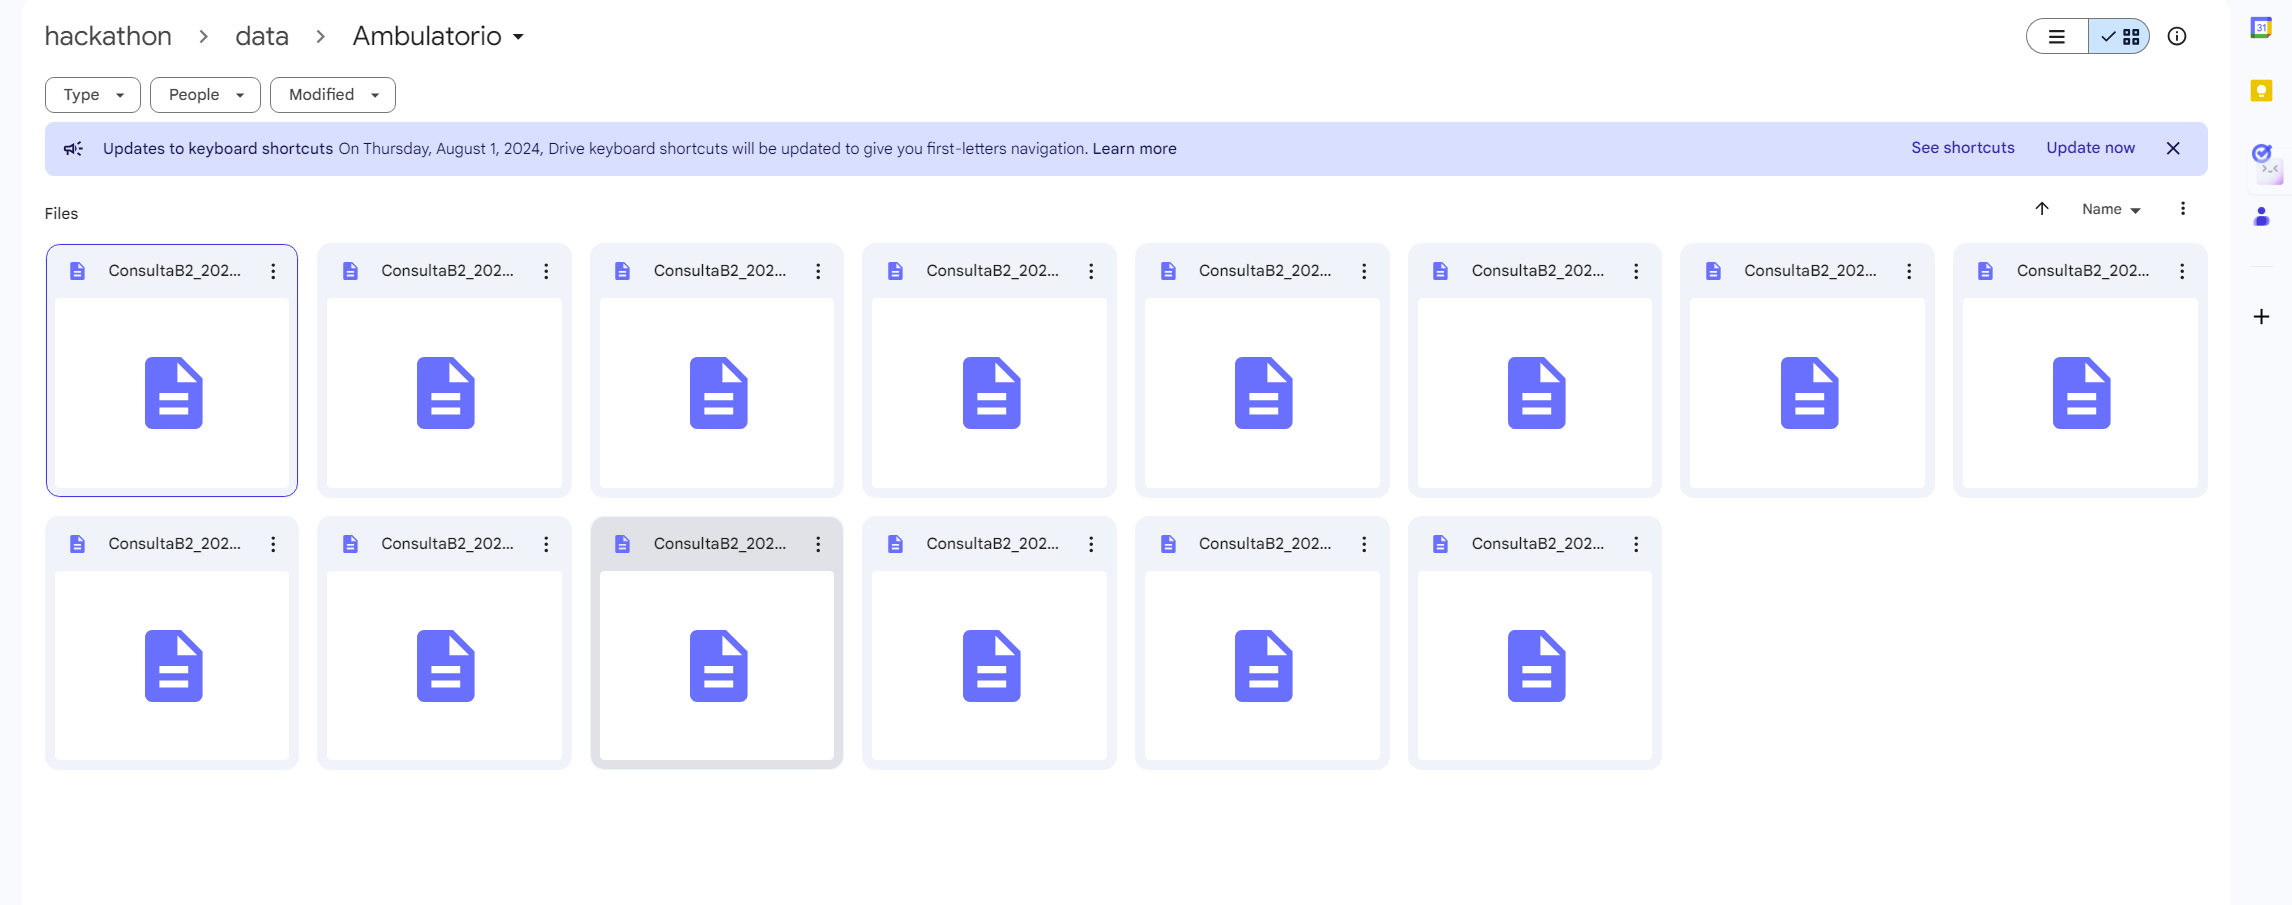 hackathon > data > Ambulatorio
Type People Modified
Updates to keyboard shortcuts On Thursday, August 1, 2024, Drive keyboard shortcuts will be updated to give you first-letters navigation. Learn more See shortcuts Update now
Files Name
ConsultaB2_202... ConsultaB2_202... ConsultaB2_202... ConsultaB2_202... ConsultaB2_202... ConsultaB2_202... ConsultaB2_202... ConsultaB2_202...
ConsultaB2_202... ConsultaB2_202... ConsultaB2_202... ConsultaB2_202... ConsultaB2_202... ConsultaB2_202...
31